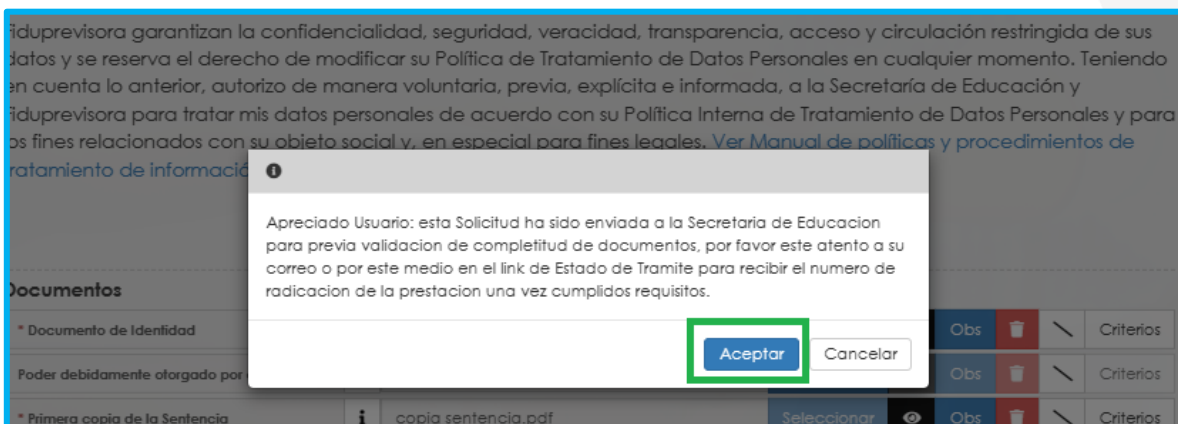 Fiduprevisora garantizan la confidencialidad, seguridad, veracidad, transparencia, acceso y circulación restringida de sus
datos y se reserva el derecho de modificar su Política de Tratamiento de Datos Personales en cualquier momento. Teniendo
en cuenta lo anterior, autorizo de manera voluntaria, previa, explícita e informada, a la Secretaría de Educación y
Fiduprevisora para tratar mis datos personales de acuerdo con su Política Interna de Tratamiento de Datos Personales y para
los fines relacionados con su objeto social y, en especial para fines legales. Ver Manual de políticas y procedimientos de
tratamiento de informació
Apreciado Usuario: esta Solicitud ha sido enviada a la Secretaria de Educacion
para previa validacion de completitud de documentos, por favor este atento a su
correo o por este medio en el link de Estado de Tramite para recibir el numero de
radicacion de la prestacion una vez cumplidos requisitos.
Aceptar Cancelar
Documentos
* Documento de Identidad Obs Criterios
Poder debidamente otorgado por Obs Criterios
* Primera copia de la Sentencia i copia sentencia.pdf Seleccionar Obs Criterios